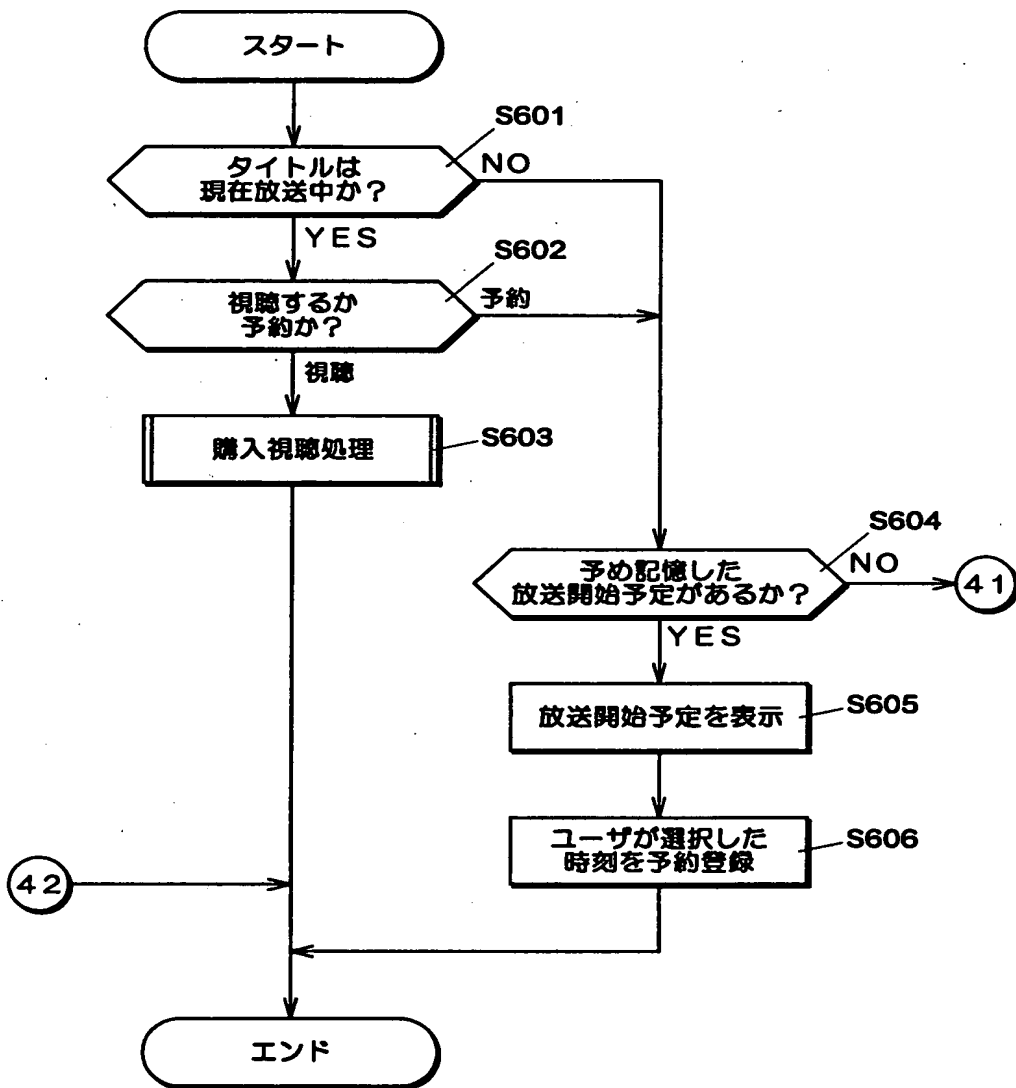 スタート
S601
タイトルは
現在放送中か？
NO
YES
S602
視聴するか
予約か？
予約
視聴
購入視聴処理
S603
S604
予め記憶した
放送開始予定があるか？
NO
41
YES
放送開始予定を表示
S605
ユーザが選択した
時刻を予約登録
S606
42
エンド